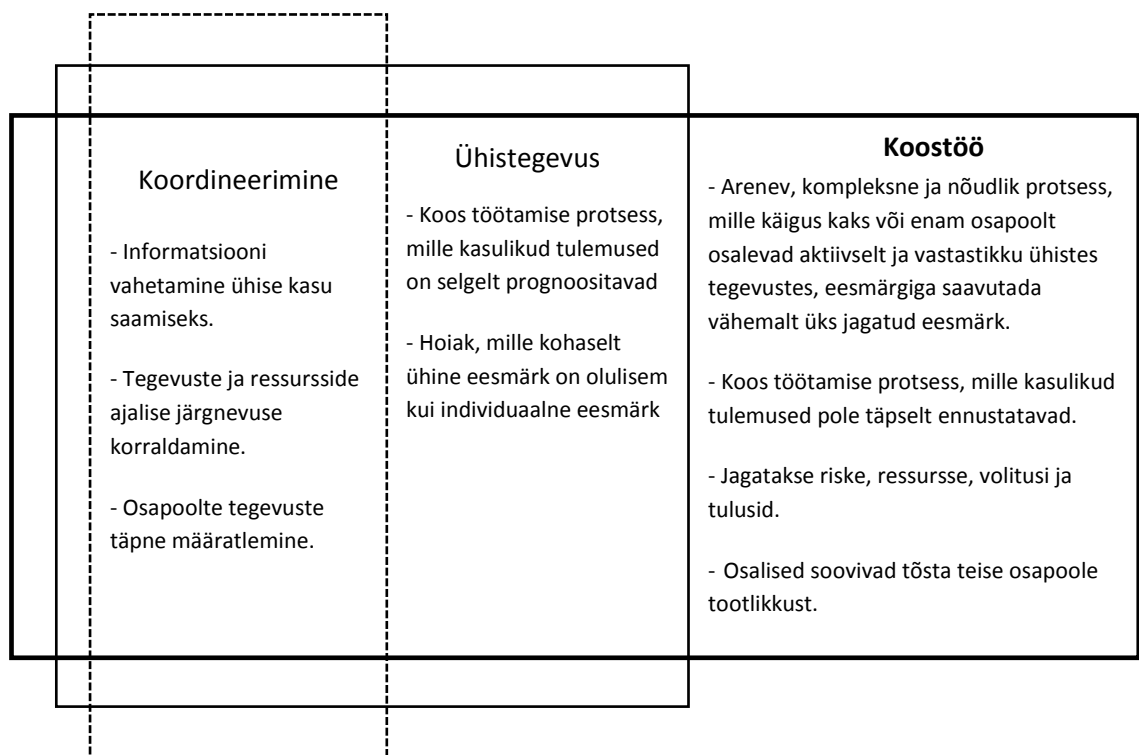 Koordineerimine
- Informatsiooni
vahetamine ühise kasu
saamiseks.
- Tegevuste ja ressursside
ajalise järgnevuse
korraldamine.
- Osapoolte tegevuste
täpne määratlemine.
Ühistegevus
- Koos töötamise protsess,
mille kasulikud tulemused
on selgelt prognoositavad
- Hoiak, mille kohaselt
ühine eesmärk on olulisem
kui individuaalne eesmärk
Koostöö
- Arenev, kompleksne ja nõudlik protsess,
mille käigus kaks või enam osapoolt
osalevad aktiivselt ja vastastikku ühistes
tegevustes, eesmärgiga saavutada
vähemalt üks jagatud eesmärk.
- Koos töötamise protsess, mille kasulikud
tulemused pole täpselt ennustatavad.
- Jagatakse riske, ressursse, volitusi ja
tulusid.
- Osalised soovivad tõsta teise osapoole
tootlikkust.